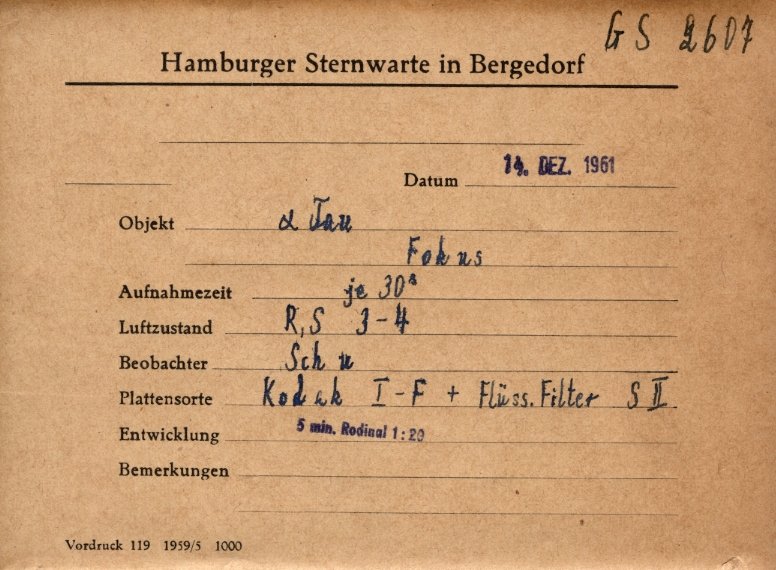 GS 2607
Hamburger Sternwarte in Bergedorf
Datum 14. DEZ. 1961
Objekt α Tau
Fokus
Aufnahmezeit je 30ˢ
Luftzustand R, S 3-4
Beobachter Schu
Plattensorte Kodak I-F + Flüss. Filter S II
Entwicklung 5 min. Rodinal 1:20
Bemerkungen
Vordruck 119 1959/5 1000